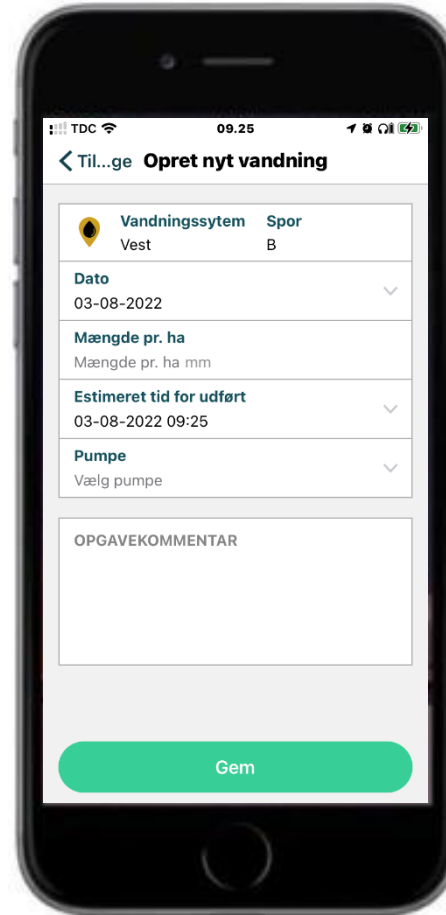 TDC 09.25
Til...ge Opret nyt vandning
Vandningssytem Spor
Vest B
Dato
03-08-2022
Mængde pr. ha
Mængde pr. ha mm
Estimeret tid for udført
03-08-2022 09:25
Pumpe
Vælg pumpe
OPGAVEKOMMENTAR
Gem